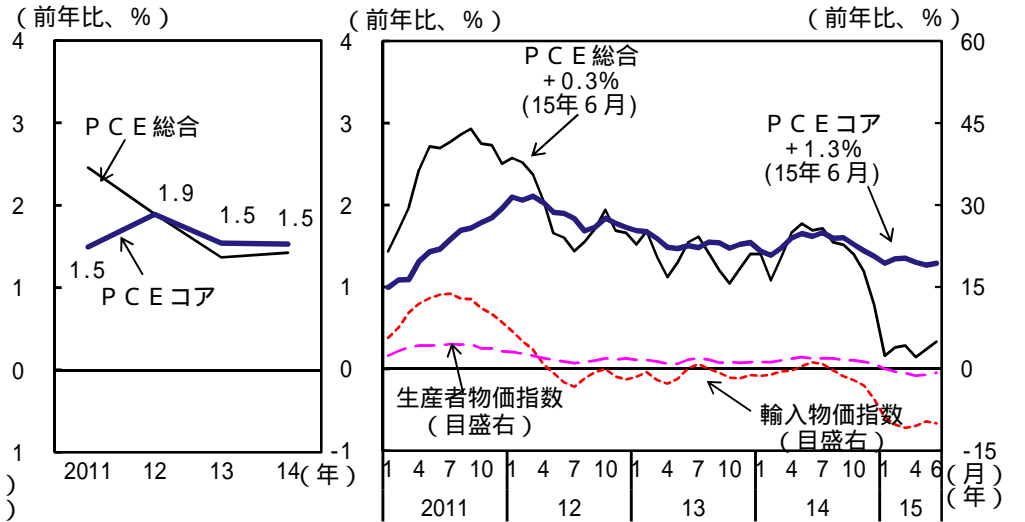 （前年比、％）
4
3
2
1
0
1
ＰＣＥ総合
1.9
1.5
1.5
1.5
ＰＣＥコア
2011 12 13 14 (年)
)
)
（前年比、％）
（前年比、％）
4
3
2
1
0
-1
60
45
30
15
0
-15
ＰＣＥ総合
+0.3%
(15年６月)
ＰＣＥコア
+1.3%
(15年６月)
生産者物価指数
（目盛右）
輸入物価指数
（目盛右）
1 4 7 10 1 4 7 10 1 4 7 10 1 4 7 10 1 4 6 (月)
2011 12 13 14 15 (年)